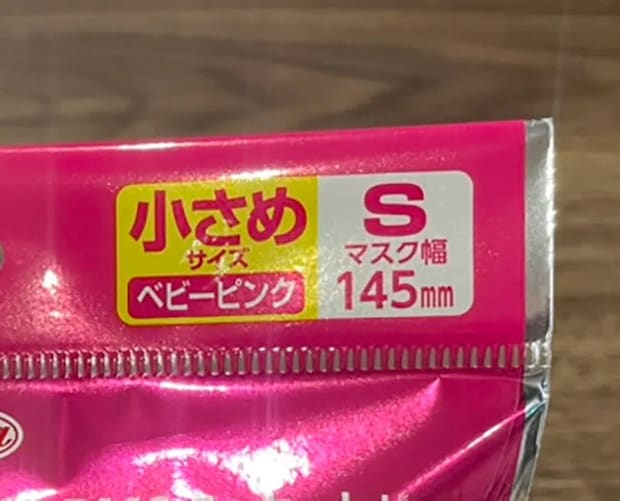 小さめ
サイズ
ベビーピンク
S
マスク幅
145mm